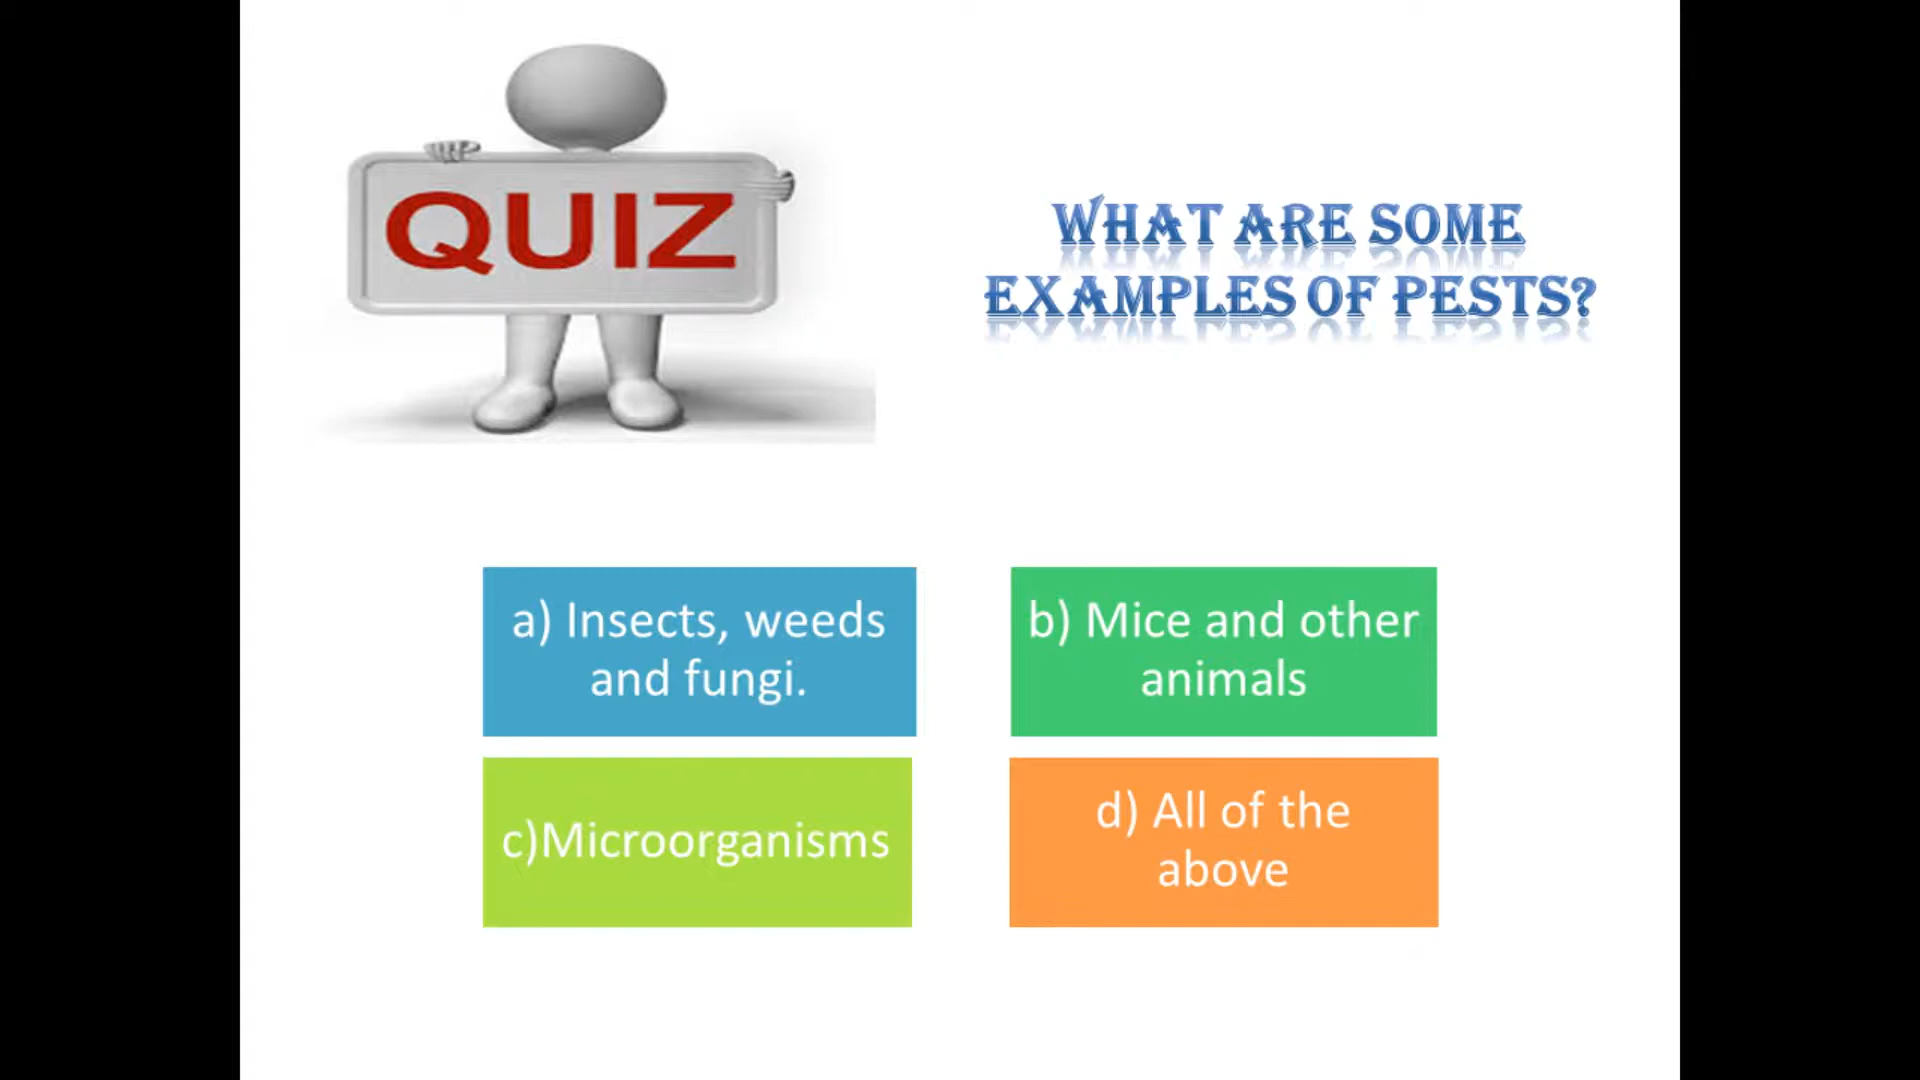 QUIZ
WHAT ARE SOME
EXAMPLES OF PESTS?
a) Insects, weeds
and fungi.
b) Mice and other
animals
c)Microorganisms
d) All of the
above